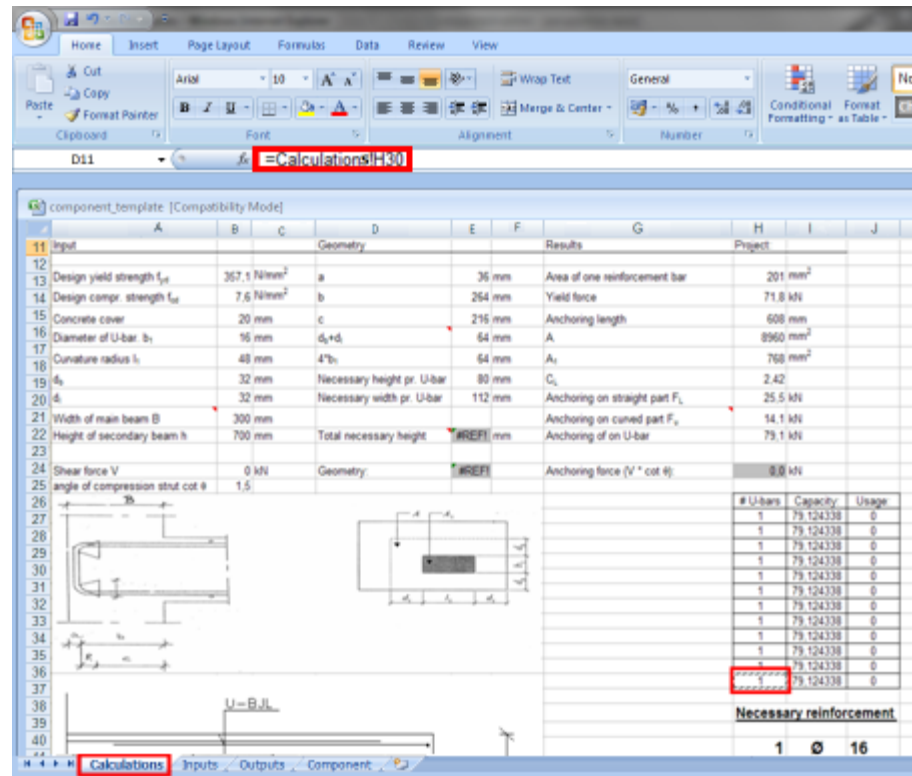 Home Insert Page Layout Formulas Data Review View
Cut
Copy
Format Painter
Paste
Arial 10
Wrap Text
Merge & Center
General
Conditional Formatting
Format as Table
Clipboard Font Alignment Number
D11 fx =Calculations!H30
component_template [Compatibility Mode]
A B C D E F G H I J
11 Input Geometry Results Project:
12
13 Design yield strength fyd 357,1 N/mm² a 36 mm Area of one reinforcement bar 201 mm²
14 Design compr. strength fcd 7,6 N/mm² b 264 mm Yield force 71,8 kN
15 Concrete cover 20 mm c 216 mm Anchoring length 608 mm
16 Diameter of U-bar. b₁ 16 mm 64 mm A 8960 mm²
17
18 Curvature radius l₁ 48 mm 4*b₁ 64 mm A₁ 768 mm²
19 32 mm Necessary height pr. U-bar 80 mm 2,42
20 32 mm Necessary width pr. U-bar 112 mm Anchoring on straight part 25,5 kN
21 Width of main beam B 300 mm Anchoring on curved part 14,1 kN
22 Height of secondary beam h 700 mm Total necessary height #REF! mm Anchoring of on U-bar 79,1 kN
23
24 Shear force V 0 kN Geometry: #REF! Anchoring force (V * cot θ): 0,0 kN
25 angle of compression strut cot θ 1,5
26 B # U-bars Capacity: Usage:
27 1 79,124338 0
28 1 79,124338 0
29 1 79,124338 0
30 1 79,124338 0
31 1 79,124338 0
32 1 79,124338 0
33 1 79,124338 0
34 1 79,124338 0
35 1 79,124338 0
36 1 79,124338 0
37 1 79,124338 0
38 U-BJL Necessary reinforcement
39
40 1 Ø 16
Calculations Inputs Outputs Component